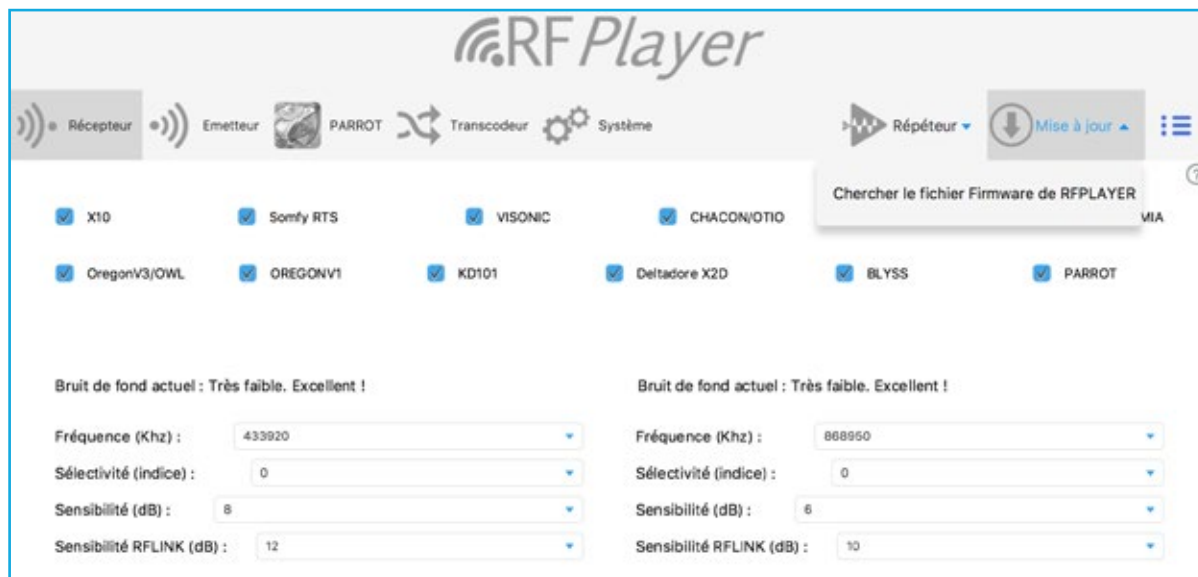 RFPlayer
Récepteur Emetteur PARROT Transcodeur Système Répéteur Mise à jour
Chercher le fichier Firmware de RFPLAYER
X10 Somfy RTS VISONIC CHACON/OTIO MIA
OregonV3/OWL OREGONV1 KD101 Deltadore X2D BLYSS PARROT
Bruit de fond actuel : Très faible. Excellent ! Bruit de fond actuel : Très faible. Excellent !
Fréquence (Khz) : 433920 Fréquence (Khz) : 868950
Sélectivité (indice) : 0 Sélectivité (indice) : 0
Sensibilité (dB) : 8 Sensibilité (dB) : 6
Sensibilité RFLINK (dB) : 12 Sensibilité RFLINK (dB) : 10